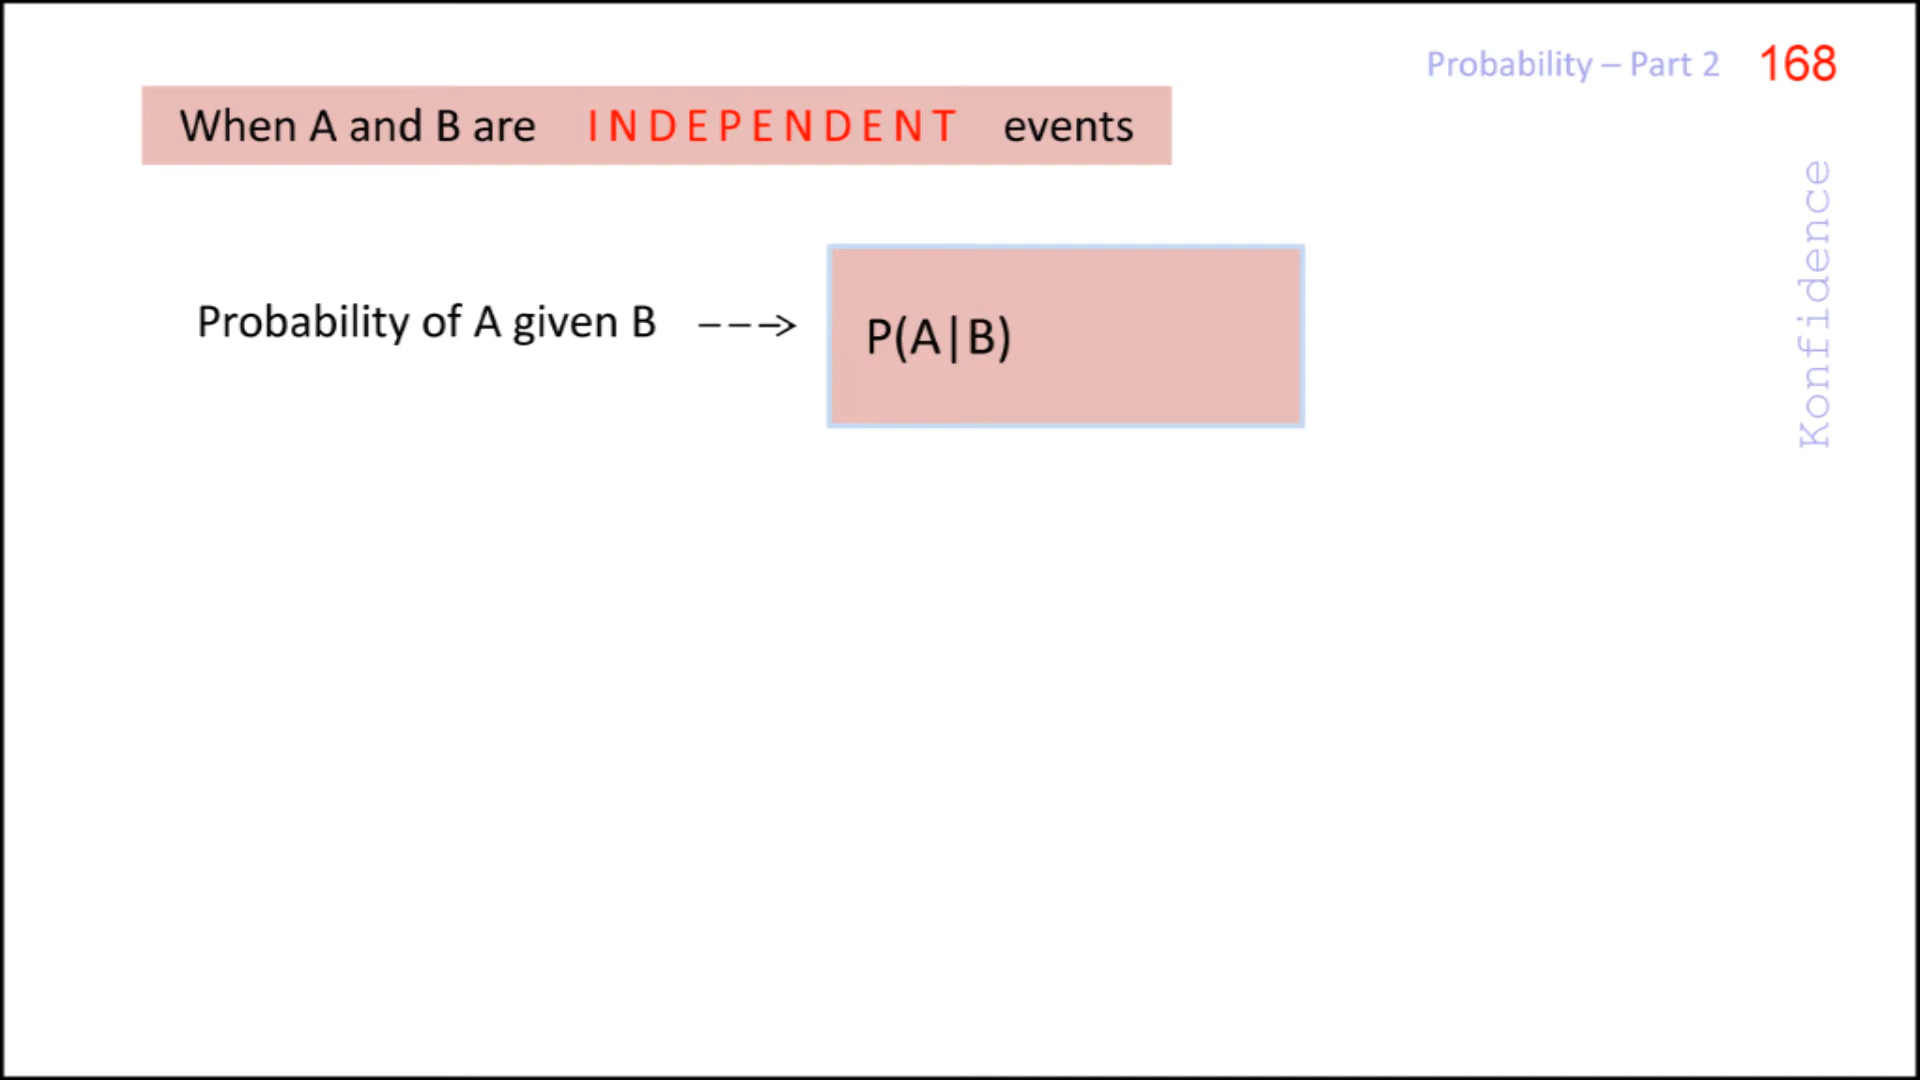 Probability – Part 2 168
When A and B are INDEPENDENT events
Probability of A given B --->
P(A|B)
Konfidence